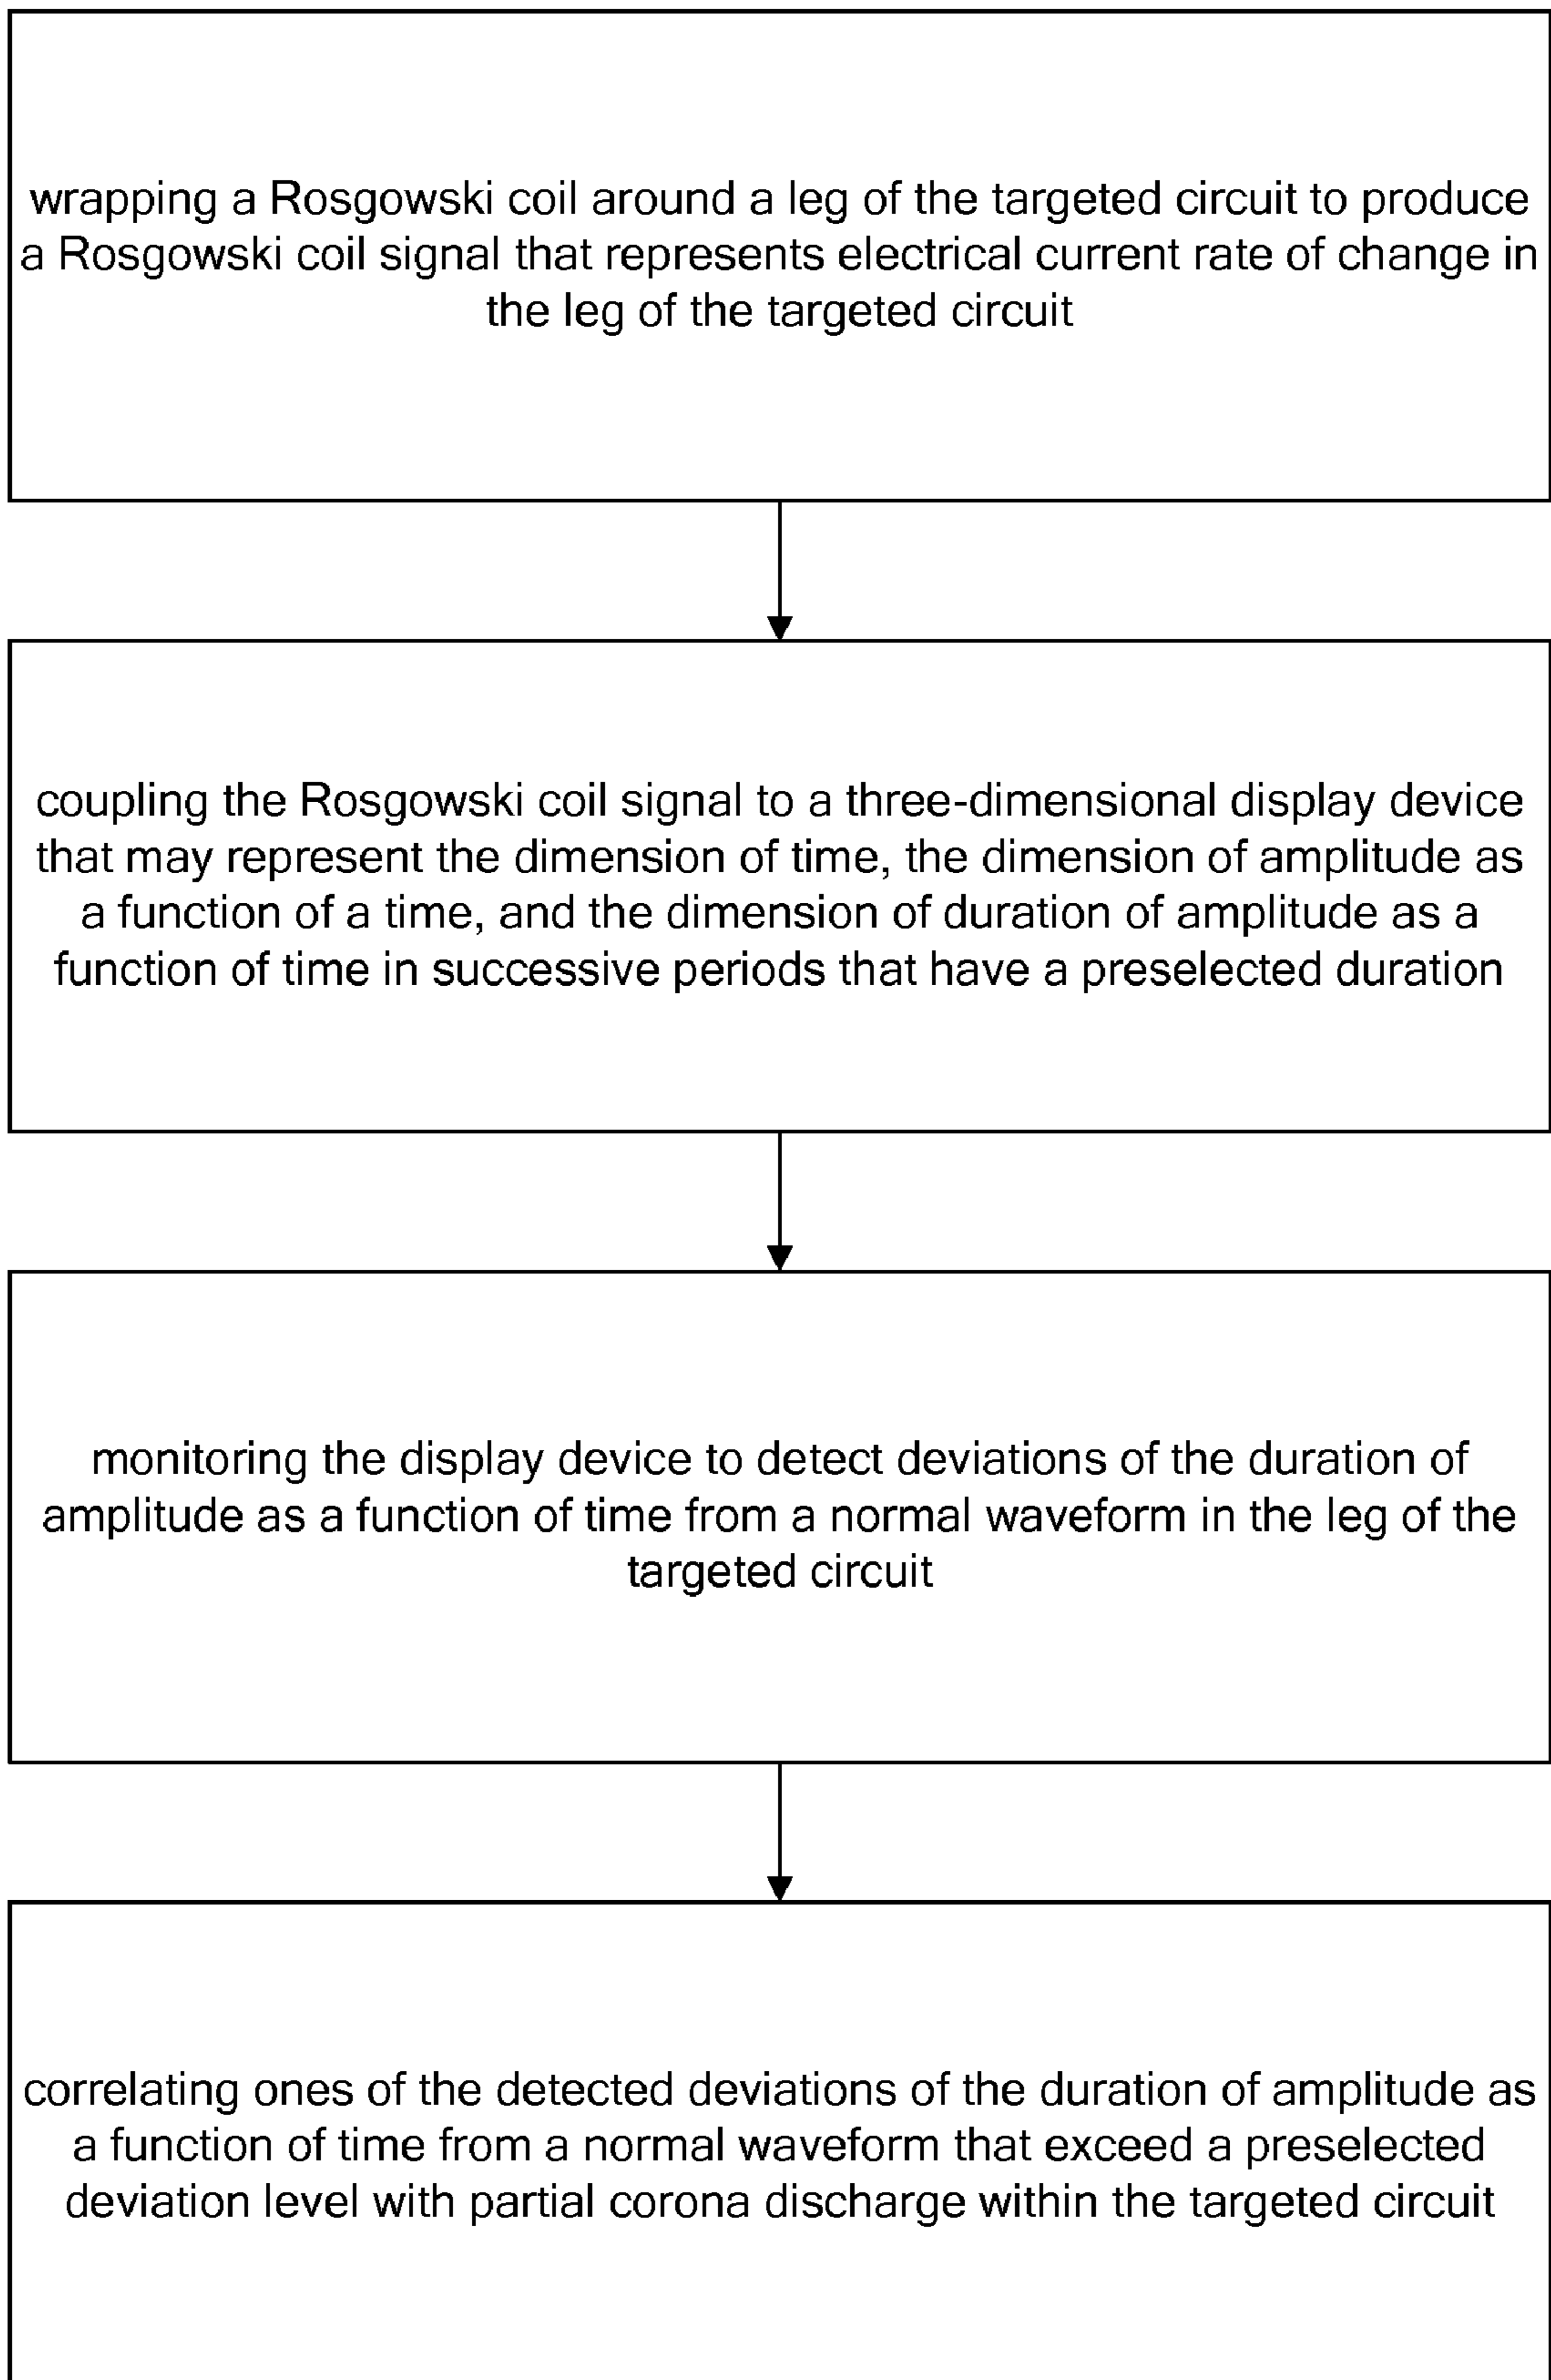 wrapping a Rosgowski coil around a leg of the targeted circuit to produce
a Rosgowski coil signal that represents electrical current rate of change in
the leg of the targeted circuit
coupling the Rosgowski coil signal to a three-dimensional display device
that may represent the dimension of time, the dimension of amplitude as
a function of a time, and the dimension of duration of amplitude as a
function of time in successive periods that have a preselected duration
monitoring the display device to detect deviations of the duration of
amplitude as a function of time from a normal waveform in the leg of the
targeted circuit
correlating ones of the detected deviations of the duration of amplitude as
a function of time from a normal waveform that exceed a preselected
deviation level with partial corona discharge within the targeted circuit